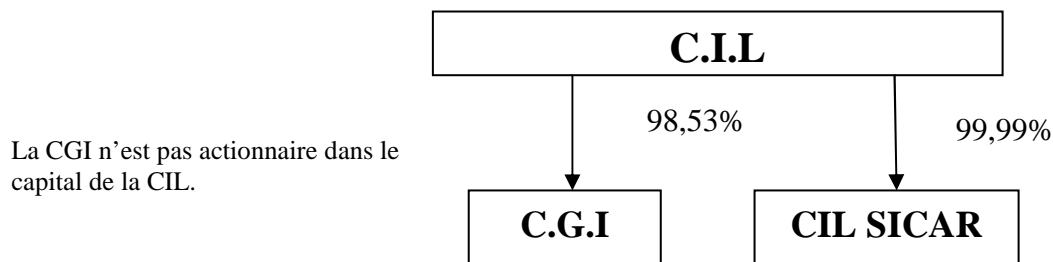 C.I.L
98,53%
99,99%
La CGI n’est pas actionnaire dans le
capital de la CIL.
C.G.I
CIL SICAR